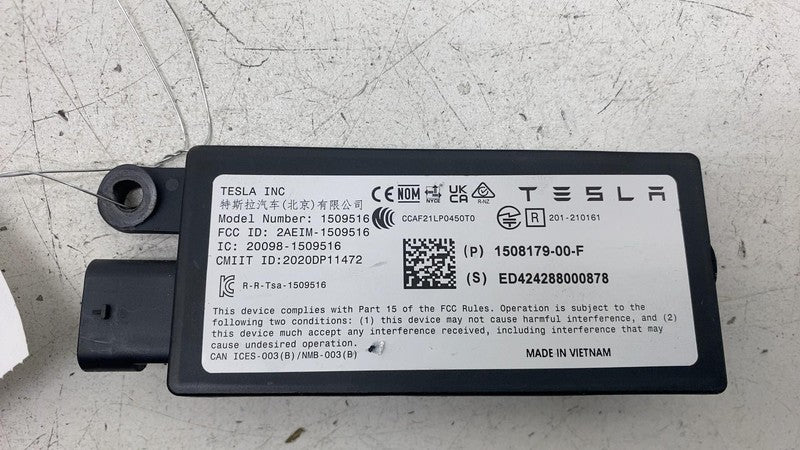 TESLA INC
特斯拉汽车(北京)有限公司
CE NOM NYCE UKCA R-NZ TESLA
Model Number: 1509516
CCAF21LP0450T0 R 201-210161
FCC ID: 2AEIM-1509516
IC: 20098-1509516
(P) 1508179-00-F
CMIIT ID:2020DP11472
(S) ED424288000878
R-R-Tsa-1509516
This device complies with Part 15 of the FCC Rules. Operation is subject to the
following two conditions: (1) this device may not cause harmful interference, and (2)
this device much accept any interference received, including interference that may
cause undesired operation.
CAN ICES-003(B)/NMB-003(B)
MADE IN VIETNAM